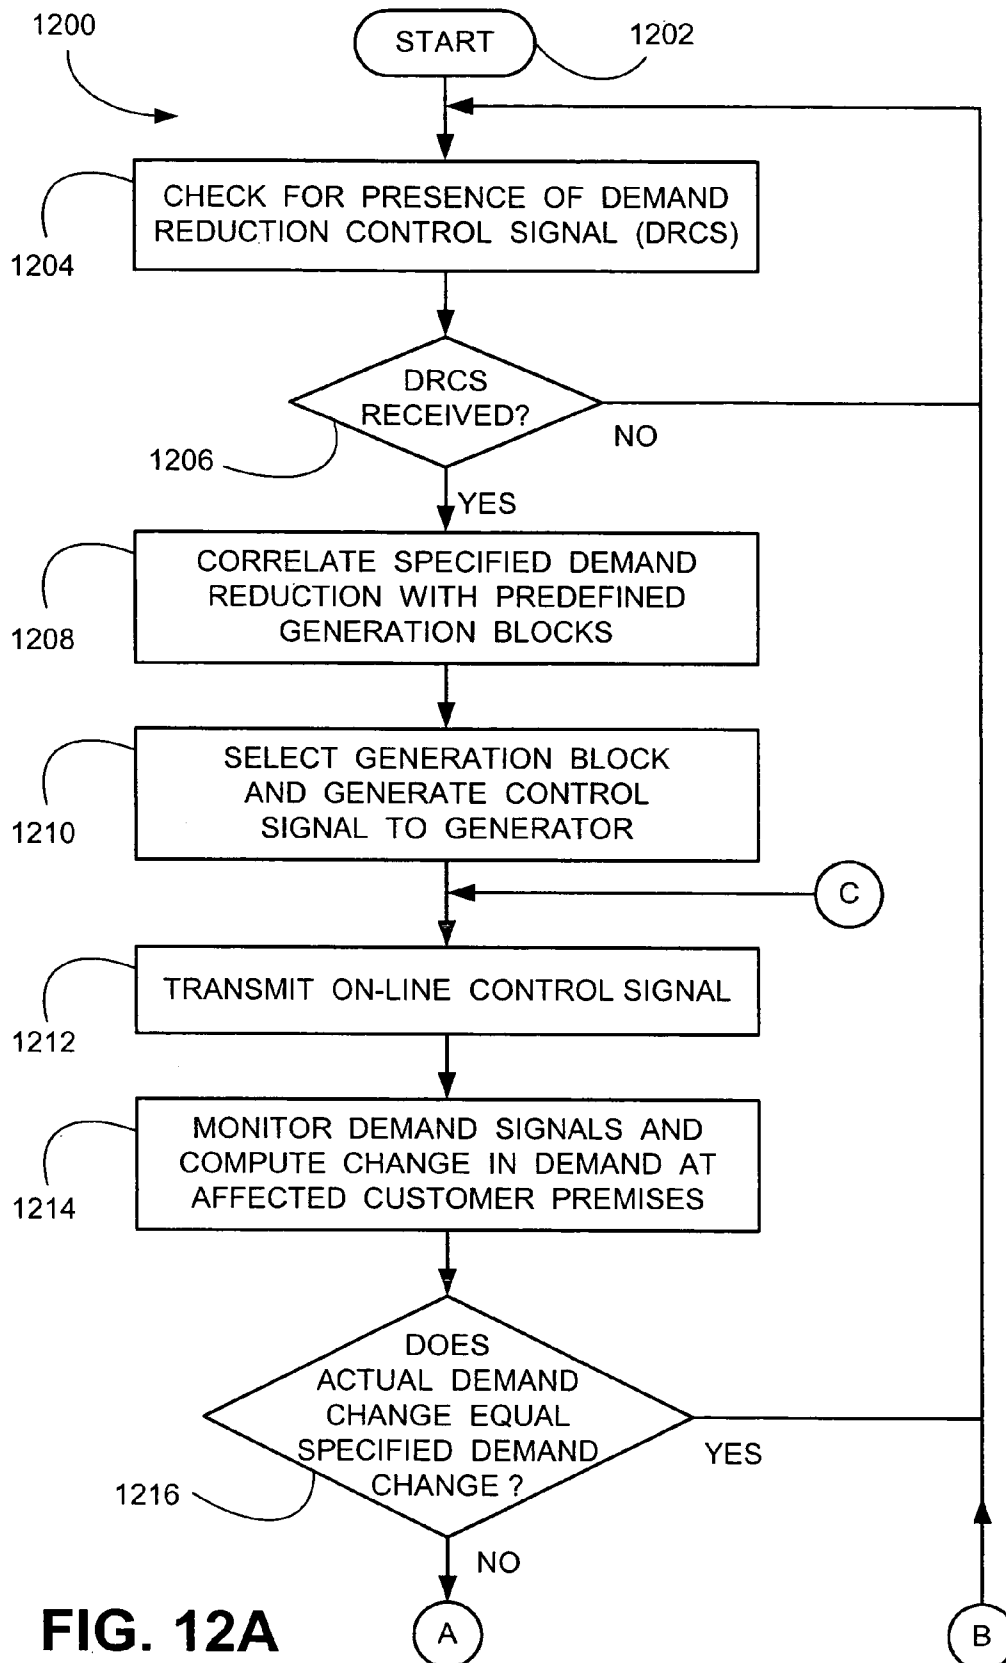 1200
START
1202
CHECK FOR PRESENCE OF DEMAND
REDUCTION CONTROL SIGNAL (DRCS)
1204
DRCS
RECEIVED?
NO
1206
YES
CORRELATE SPECIFIED DEMAND
REDUCTION WITH PREDEFINED
GENERATION BLOCKS
1208
SELECT GENERATION BLOCK
AND GENERATE CONTROL
SIGNAL TO GENERATOR
1210
C
TRANSMIT ON-LINE CONTROL SIGNAL
1212
MONITOR DEMAND SIGNALS AND
COMPUTE CHANGE IN DEMAND AT
AFFECTED CUSTOMER PREMISES
1214
DOES
ACTUAL DEMAND
CHANGE EQUAL
SPECIFIED DEMAND
CHANGE ?
YES
1216
NO
FIG. 12A
A
B